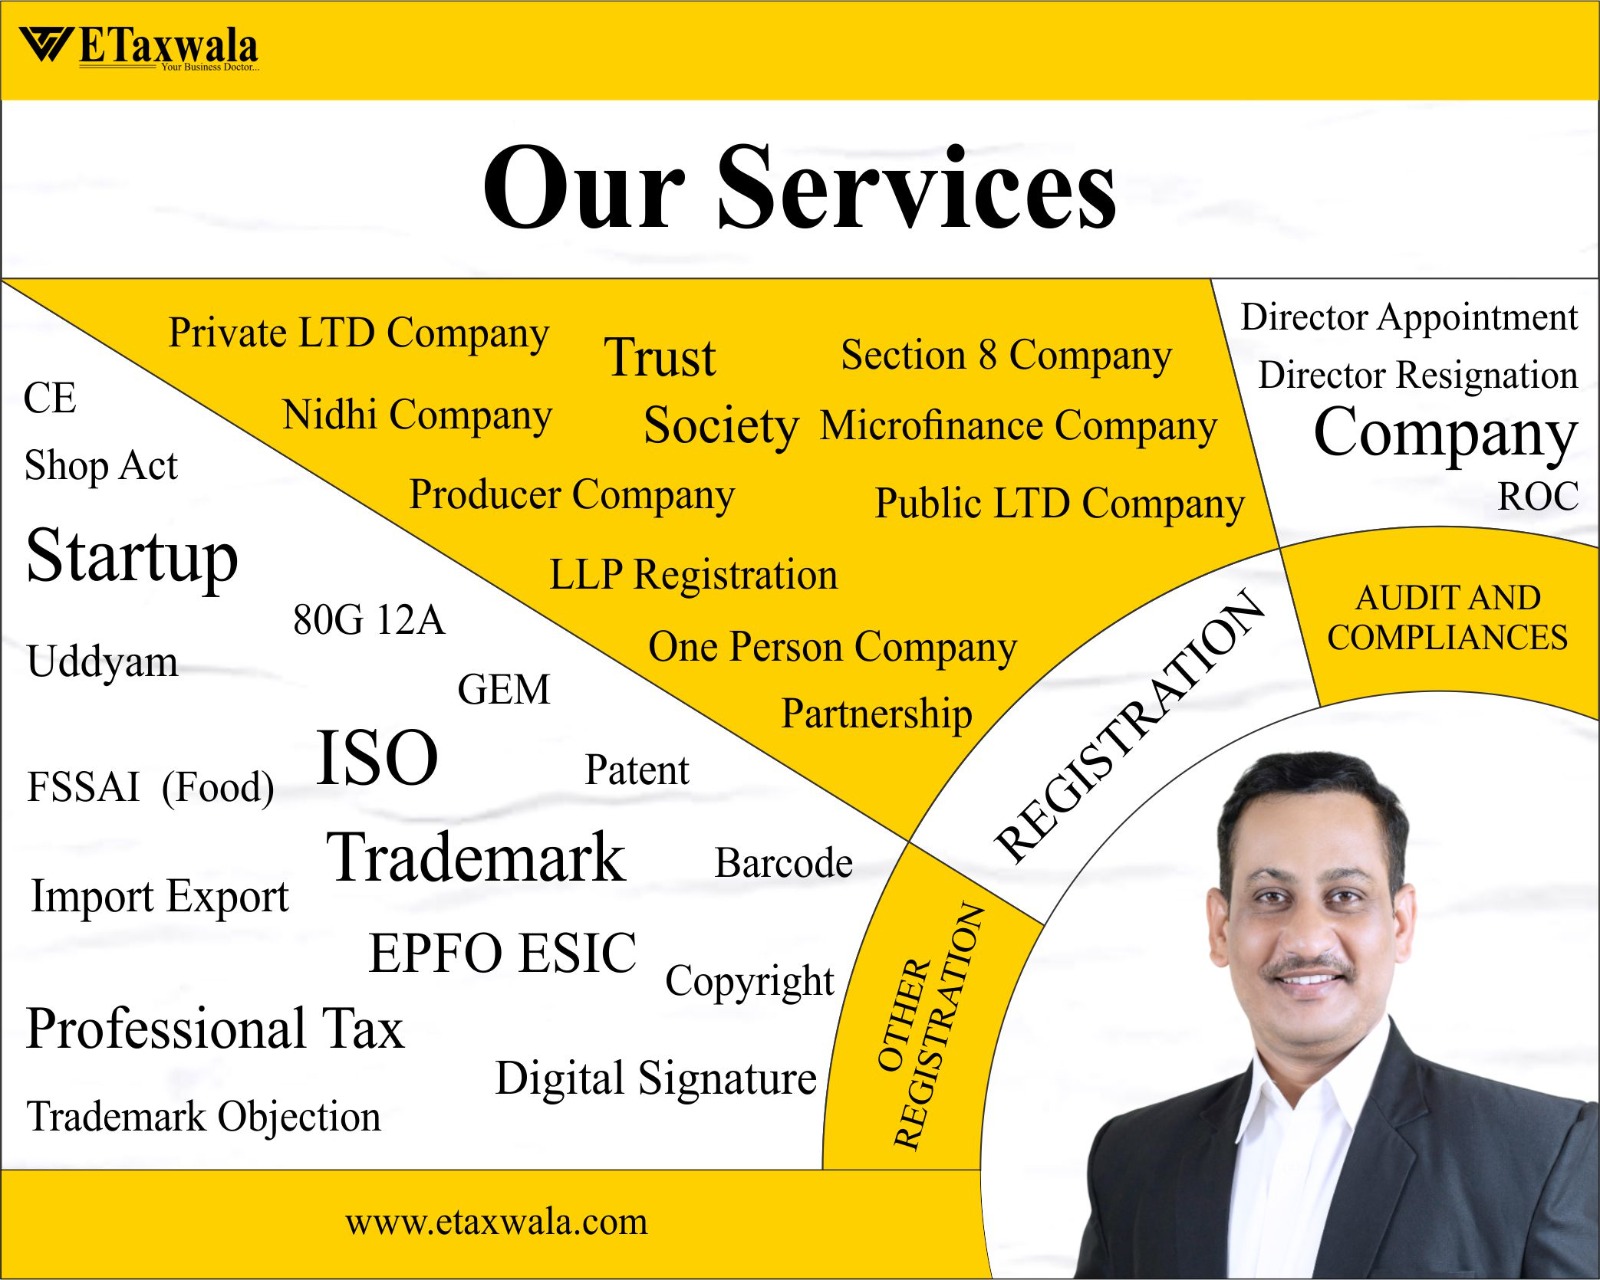 ETaxwala
Your Business Doctor...
Our Services
Private LTD Company
Trust
Section 8 Company
Nidhi Company
Society
Microfinance Company
Producer Company
Public LTD Company
LLP Registration
One Person Company
Partnership
REGISTRATION
Director Appointment
Director Resignation
Company
ROC
AUDIT AND
COMPLIANCES
CE
Shop Act
Startup
80G 12A
Uddyam
GEM
ISO
Patent
FSSAI (Food)
Trademark
Barcode
Import Export
EPFO ESIC
Copyright
Professional Tax
Digital Signature
Trademark Objection
OTHER
REGISTRATION
www.etaxwala.com